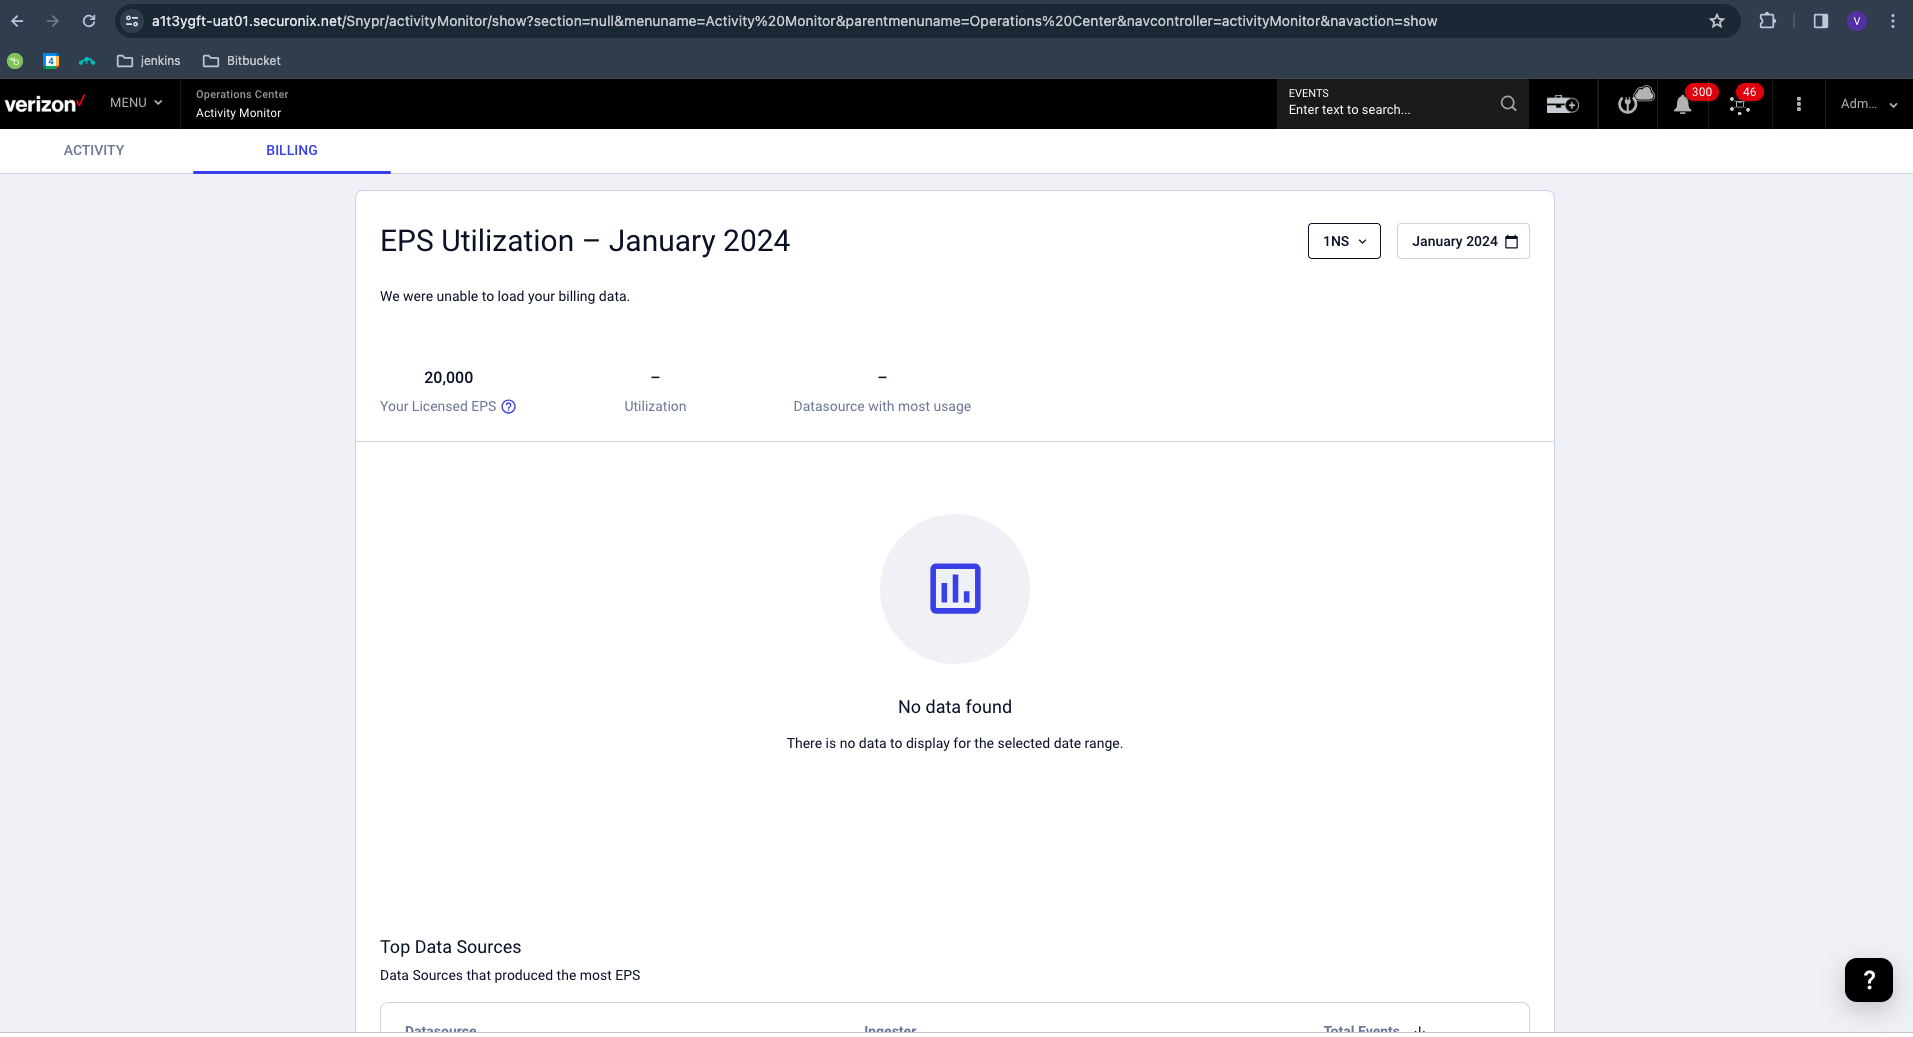 a1t3ygft-uat01.securonix.net/Snypr/activityMonitor/show?section=null&menuname=Activity%20Monitor&parentmenuname=Operations%20Center&navcontroller=activityMonitor&navaction=show
V
4
jenkins
Bitbucket
verizon
MENU
Operations Center
Activity Monitor
EVENTS
Enter text to search...
300
46
Adm...
ACTIVITY
BILLING
EPS Utilization – January 2024
1NS
January 2024
We were unable to load your billing data.
20,000
–
–
Your Licensed EPS ?
Utilization
Datasource with most usage
No data found
There is no data to display for the selected date range.
Top Data Sources
Data Sources that produced the most EPS
?
Datasource
Ingester
Total Events